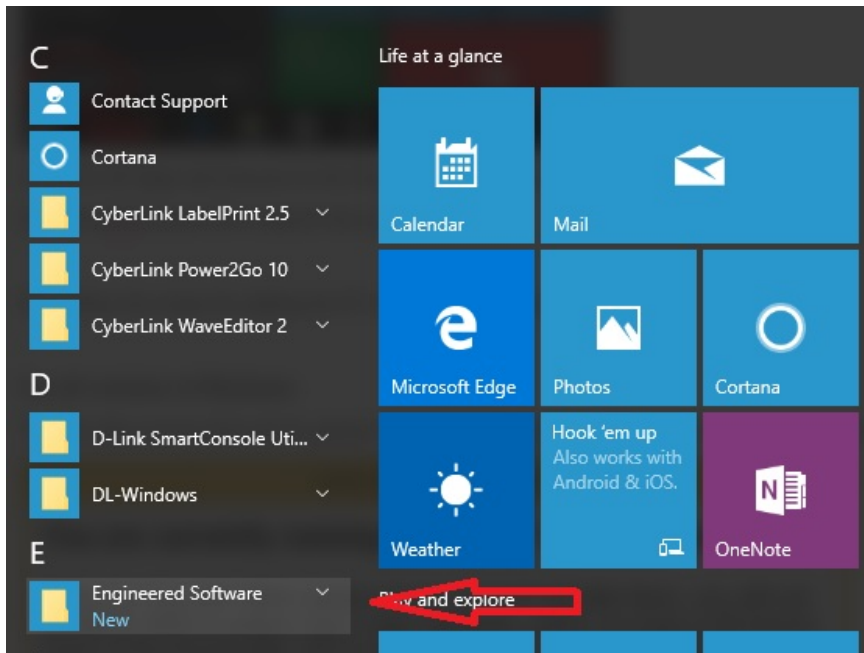 C
Contact Support
Cortana
CyberLink LabelPrint 2.5
CyberLink Power2Go 10
CyberLink WaveEditor 2
D
D-Link SmartConsole Uti...
DL-Windows
E
Engineered Software
New
Life at a glance
Calendar
Mail
Microsoft Edge
Photos
Cortana
Weather
Hook 'em up
Also works with
Android & iOS.
N
OneNote
Play and explore